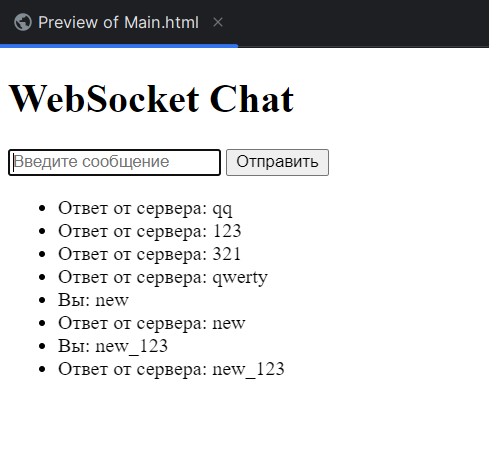 Preview of Main.html
WebSocket Chat
Введите сообщение Отправить
Ответ от сервера: qq
Ответ от сервера: 123
Ответ от сервера: 321
Ответ от сервера: qwerty
Вы: new
Ответ от сервера: new
Вы: new_123
Ответ от сервера: new_123